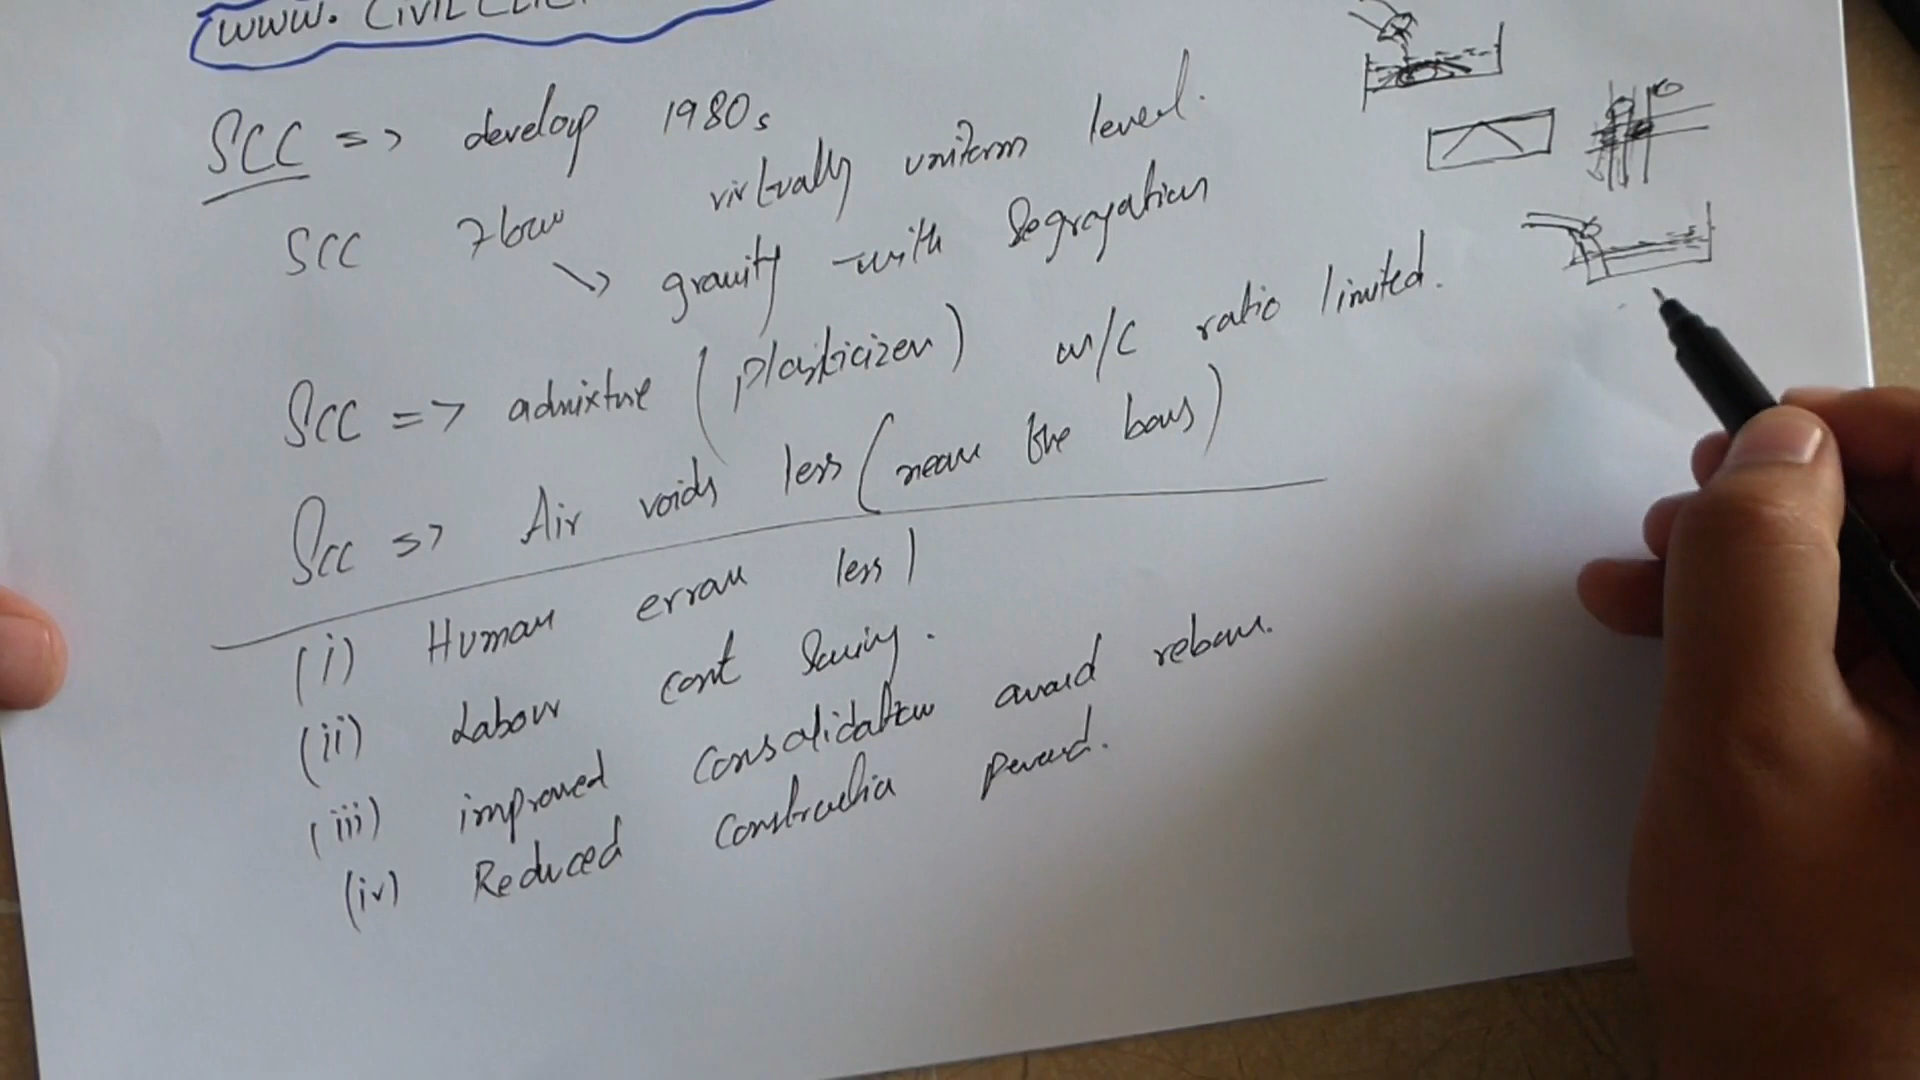 www. CIVIL
SCC => develop 1980s
SCC flow virtually uniform level.
↘ gravity with Segregation
SCC => admixture (plasticizer) w/c ratio limited.
SCC => Air voids less (near the bars)
(i) Human error less
(ii) Labour cost Saving.
(iii) improved Consolidation around rebar.
(iv) Reduced Construction period.